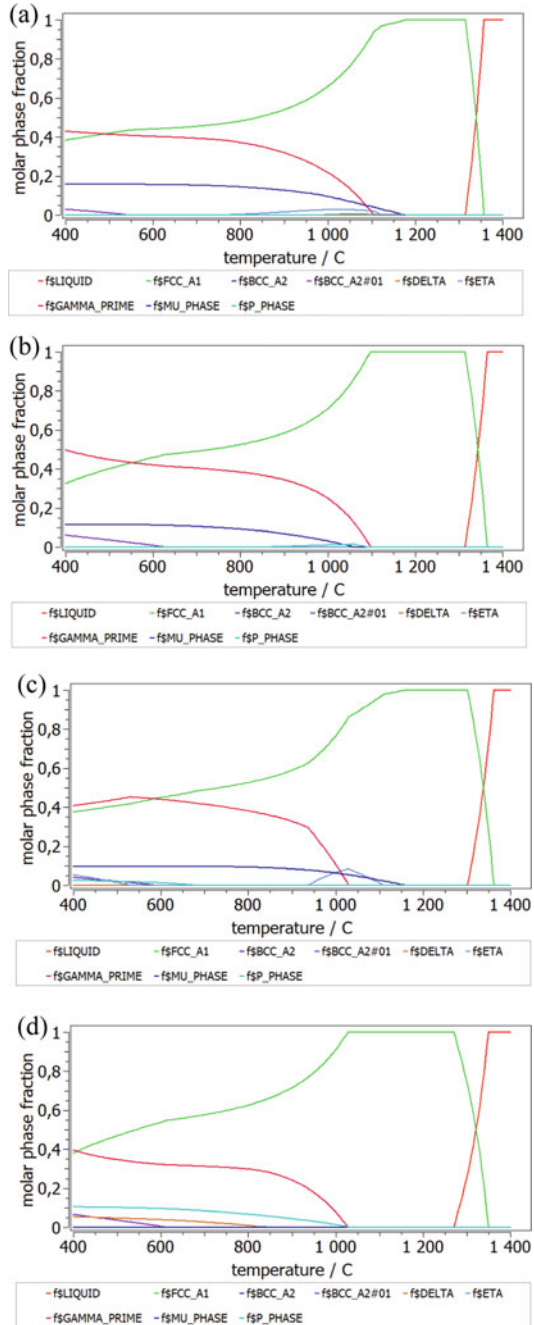 (a)
1
0,8
0,6
0,4
0,2
0
molar phase fraction
400 600 800 1 000 1 200 1 400
temperature / C
f$LIQUID f$FCC_A1 f$BCC_A2 f$BCC_A2#01 f$DELTA f$ETA
f$GAMMA_PRIME f$MU_PHASE f$P_PHASE
(b)
1
0,8
0,6
0,4
0,2
0
molar phase fraction
400 600 800 1 000 1 200 1 400
temperature / C
f$LIQUID f$FCC_A1 f$BCC_A2 f$BCC_A2#01 f$DELTA f$ETA
f$GAMMA_PRIME f$MU_PHASE f$P_PHASE
(c)
1
0,8
0,6
0,4
0,2
0
molar phase fraction
400 600 800 1 000 1 200 1 400
temperature / C
f$LIQUID f$FCC_A1 f$BCC_A2 f$BCC_A2#01 f$DELTA f$ETA
f$GAMMA_PRIME f$MU_PHASE f$P_PHASE
(d)
1
0,8
0,6
0,4
0,2
0
molar phase fraction
400 600 800 1 000 1 200 1 400
temperature / C
f$LIQUID f$FCC_A1 f$BCC_A2 f$BCC_A2#01 f$DELTA f$ETA
f$GAMMA_PRIME f$MU_PHASE f$P_PHASE